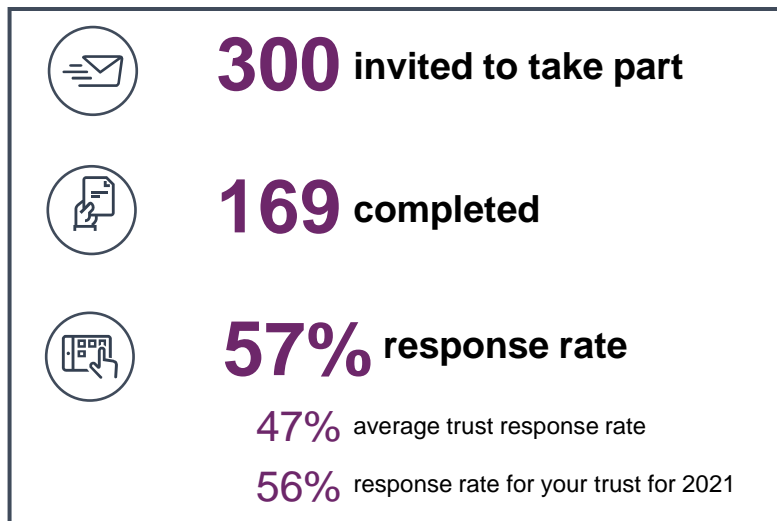 300 invited to take part
169 completed
57% response rate
47% average trust response rate
56% response rate for your trust for 2021